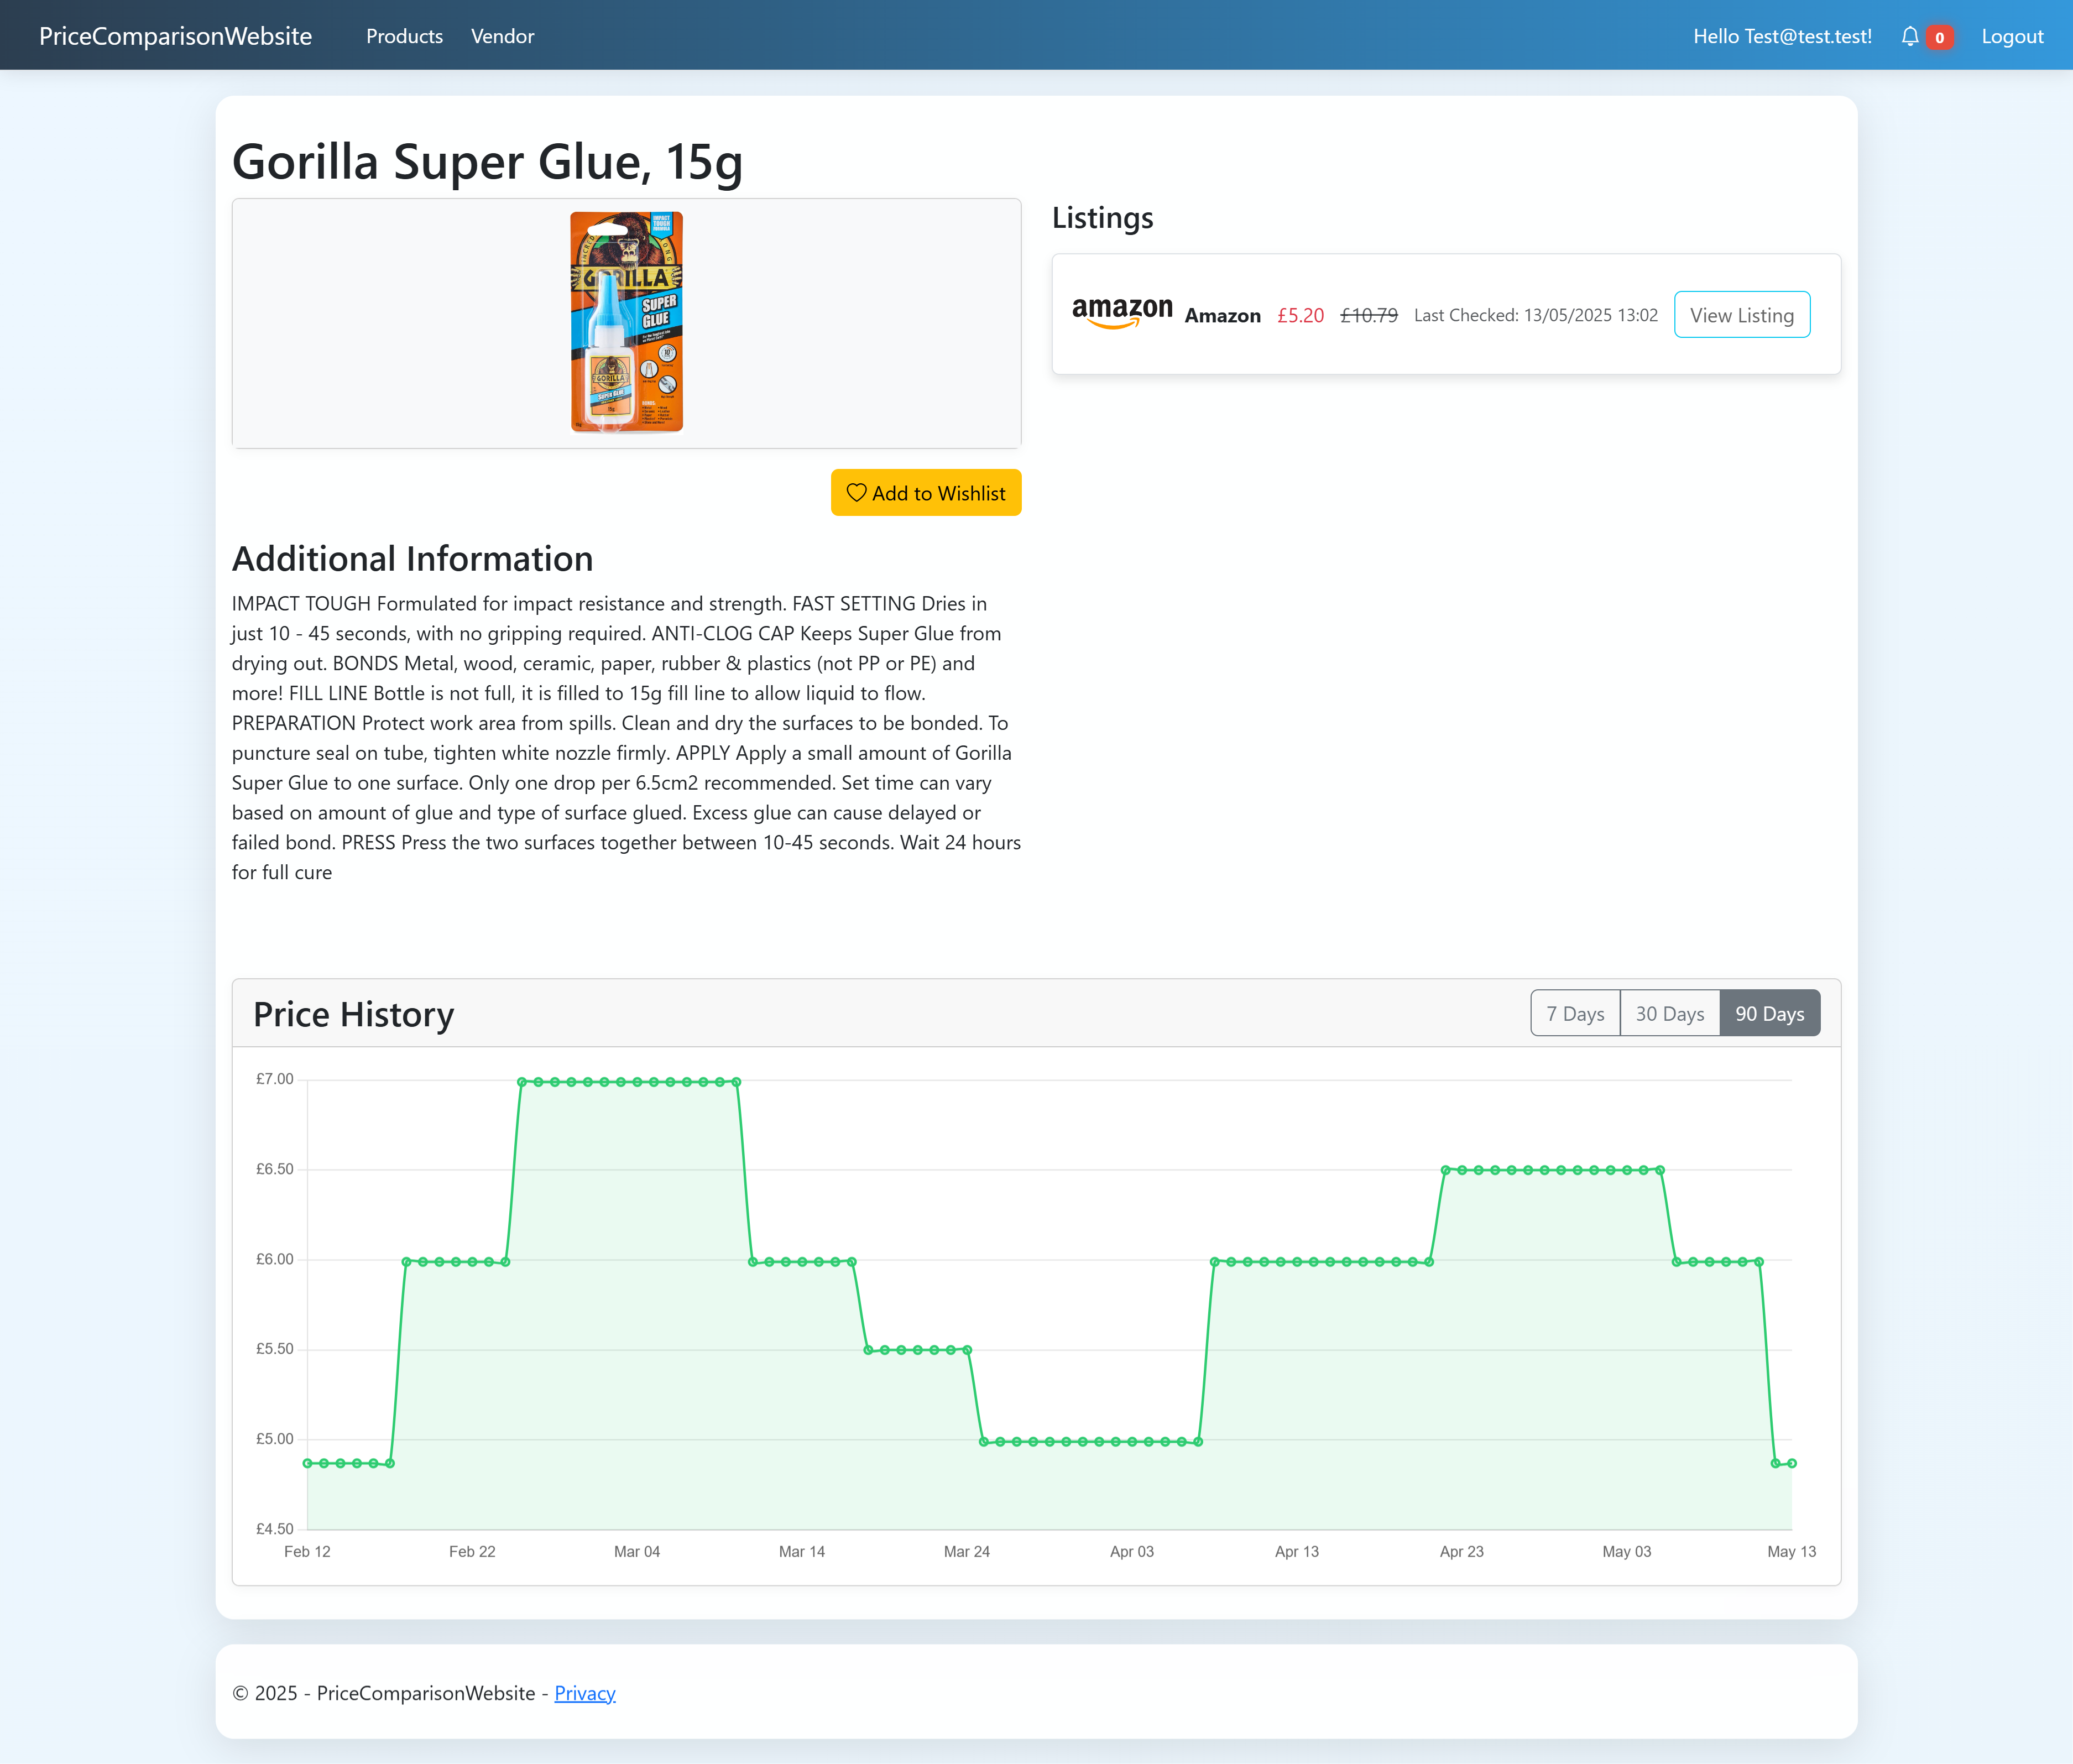 PriceComparisonWebsite Products Vendor Hello Test@test.test! 0 Logout
Gorilla Super Glue, 15g
IMPACT
TOUGH
FORMULA
GORILLA
SUPER
GLUE
GORILLA
SUPER GLUE
15g
Add to Wishlist
Listings
amazon Amazon £5.20 £10.79 Last Checked: 13/05/2025 13:02 View Listing
Additional Information
IMPACT TOUGH Formulated for impact resistance and strength. FAST SETTING Dries in
just 10 - 45 seconds, with no gripping required. ANTI-CLOG CAP Keeps Super Glue from
drying out. BONDS Metal, wood, ceramic, paper, rubber & plastics (not PP or PE) and
more! FILL LINE Bottle is not full, it is filled to 15g fill line to allow liquid to flow.
PREPARATION Protect work area from spills. Clean and dry the surfaces to be bonded. To
puncture seal on tube, tighten white nozzle firmly. APPLY Apply a small amount of Gorilla
Super Glue to one surface. Only one drop per 6.5cm2 recommended. Set time can vary
based on amount of glue and type of surface glued. Excess glue can cause delayed or
failed bond. PRESS Press the two surfaces together between 10-45 seconds. Wait 24 hours
for full cure
Price History 7 Days 30 Days 90 Days
£7.00
£6.50
£6.00
£5.50
£5.00
£4.50
Feb 12 Feb 22 Mar 04 Mar 14 Mar 24 Apr 03 Apr 13 Apr 23 May 03 May 13
© 2025 - PriceComparisonWebsite - Privacy